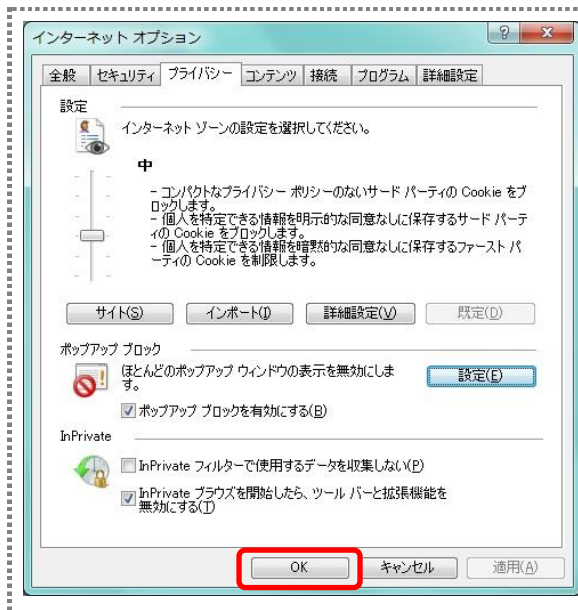 インターネット オプション
全般 セキュリティ プライバシー コンテンツ 接続 プログラム 詳細設定
設定
インターネット ゾーンの設定を選択してください。
中
- コンパクトなプライバシー ポリシーのないサード パーティの Cookie をブ
ロックします。
- 個人を特定できる情報を明示的な同意なしに保存するサード パーテ
ィの Cookie をブロックします。
- 個人を特定できる情報を暗黙的な同意なしに保存するファースト パ
ーティの Cookie を制限します。
サイト(S) インポート(I) 詳細設定(V) 既定(D)
ポップアップ ブロック
ほとんどのポップアップ ウィンドウの表示を無効にしま
す。
設定(E)
ポップアップ ブロックを有効にする(B)
InPrivate
InPrivate フィルターで使用するデータを収集しない(P)
InPrivate ブラウズを開始したら、ツール バーと拡張機能を
無効にする(T)
OK キャンセル 適用(A)